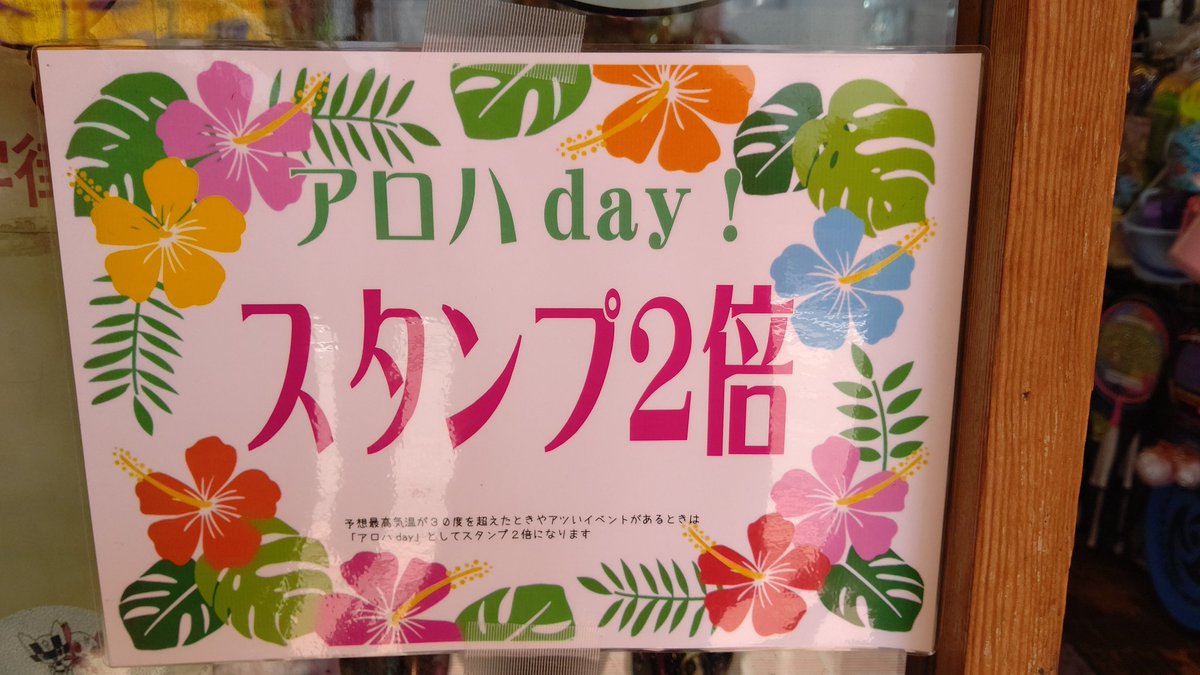 アロハday！
スタンプ2倍
予想最高気温が３０度を超えたときやアツいイベントがあるときは
「アロハday」としてスタンプ２倍になります